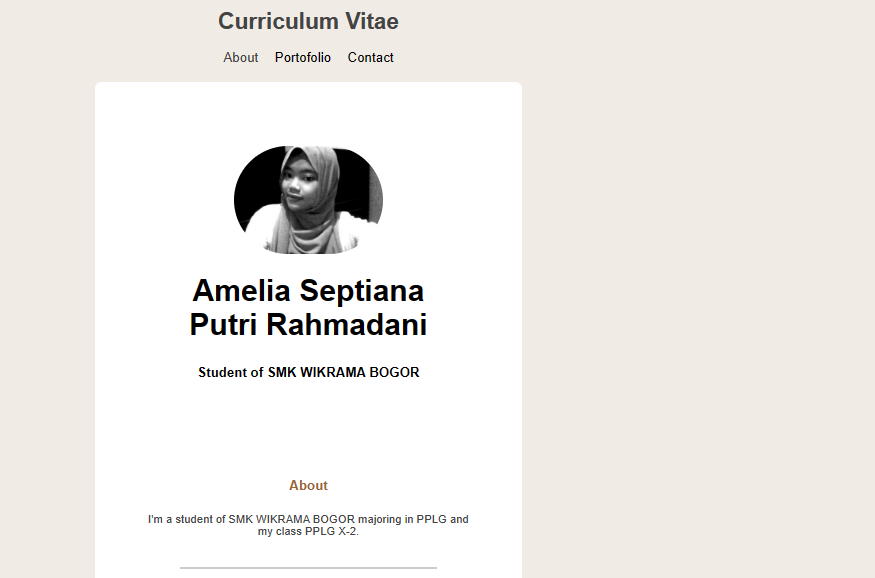 Curriculum Vitae
About Portofolio Contact
Amelia Septiana
Putri Rahmadani
Student of SMK WIKRAMA BOGOR
About
I'm a student of SMK WIKRAMA BOGOR majoring in PPLG and
my class PPLG X-2.